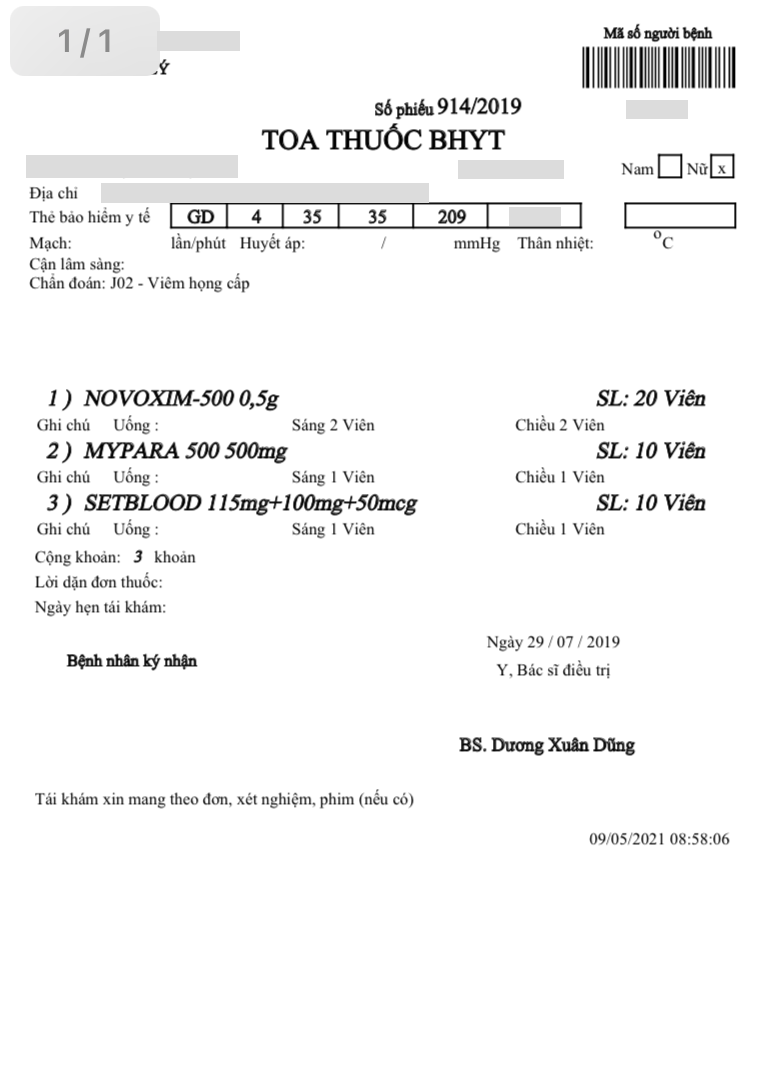 1/1
Mã số người bệnh
Số phiếu 914/2019
TOA THUỐC BHYT
Nam Nữ x
Địa chỉ
Thẻ bảo hiểm y tế GD 4 35 35 209
Mạch: lần/phút Huyết áp: / mmHg Thân nhiệt: °C
Cận lâm sàng:
Chẩn đoán: J02 - Viêm họng cấp
1 ) NOVOXIM-500 0,5g SL: 20 Viên
Ghi chú Uống : Sáng 2 Viên Chiều 2 Viên
2 ) MYPARA 500 500mg SL: 10 Viên
Ghi chú Uống : Sáng 1 Viên Chiều 1 Viên
3 ) SETBLOOD 115mg+100mg+50mcg SL: 10 Viên
Ghi chú Uống : Sáng 1 Viên Chiều 1 Viên
Cộng khoản: 3 khoản
Lời dặn đơn thuốc:
Ngày hẹn tái khám:
Ngày 29 / 07 / 2019
Bệnh nhân ký nhận
Y, Bác sĩ điều trị
BS. Dương Xuân Dũng
Tái khám xin mang theo đơn, xét nghiệm, phim (nếu có)
09/05/2021 08:58:06